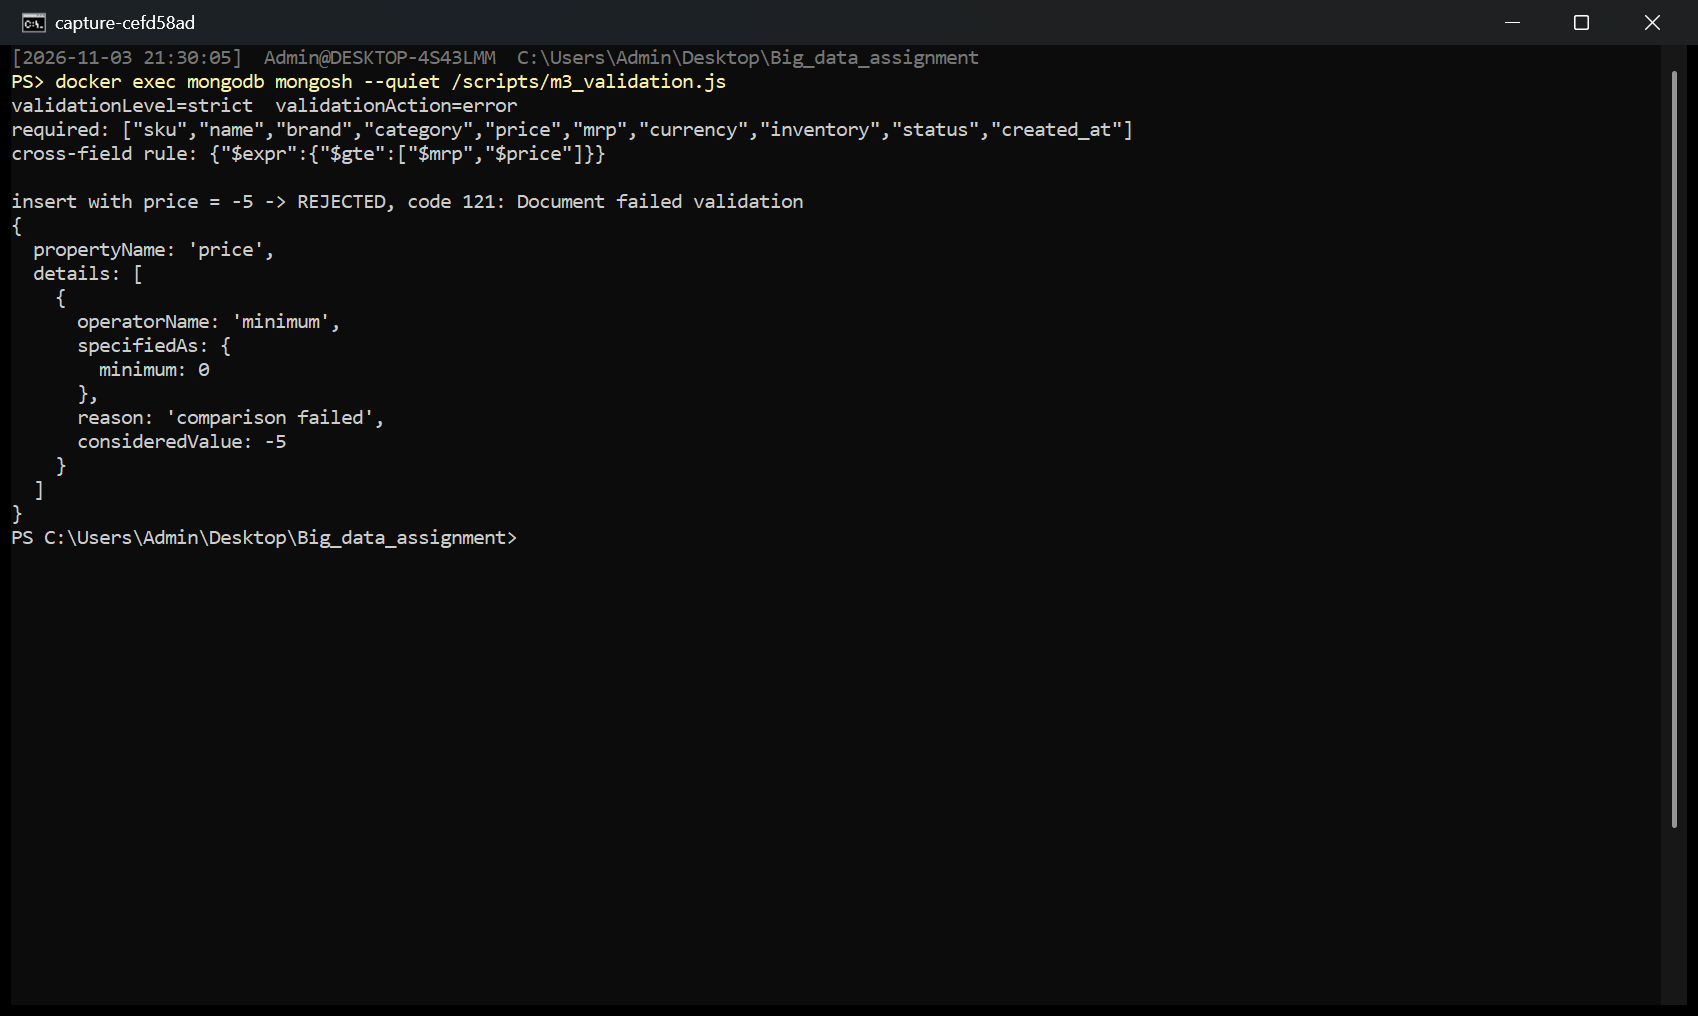 capture-cefd58ad
[2026-11-03 21:30:05]  Admin@DESKTOP-4S43LMM  C:\Users\Admin\Desktop\Big_data_assignment
PS> docker exec mongodb mongosh --quiet /scripts/m3_validation.js
validationLevel=strict  validationAction=error
required: ["sku","name","brand","category","price","mrp","currency","inventory","status","created_at"]
cross-field rule: {"$expr":{"$gte":["$mrp","$price"]}}

insert with price = -5 -> REJECTED, code 121: Document failed validation
{
  propertyName: 'price',
  details: [
    {
      operatorName: 'minimum',
      specifiedAs: {
        minimum: 0
      },
      reason: 'comparison failed',
      consideredValue: -5
    }
  ]
}
PS C:\Users\Admin\Desktop\Big_data_assignment>